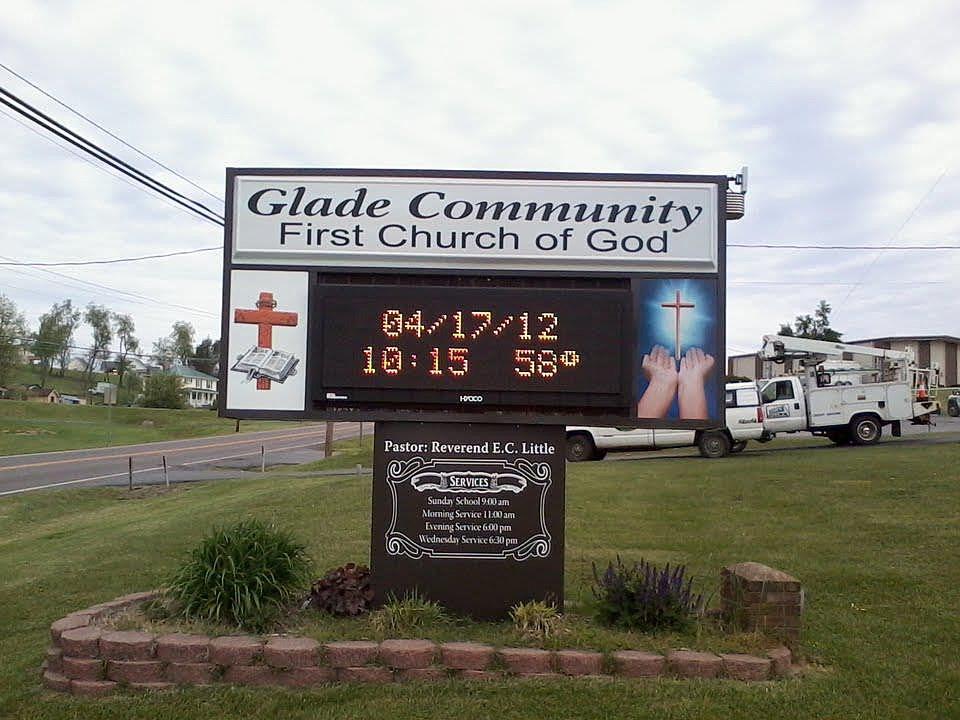 Glade Community
First Church of God
04/17/12
10:15 58°
Pastor: Reverend E.C. Little
SERVICES
Sunday School 9:00 am
Morning Service 11:00 am
Evening Service 6:00 pm
Wednesday Service 6:30 pm